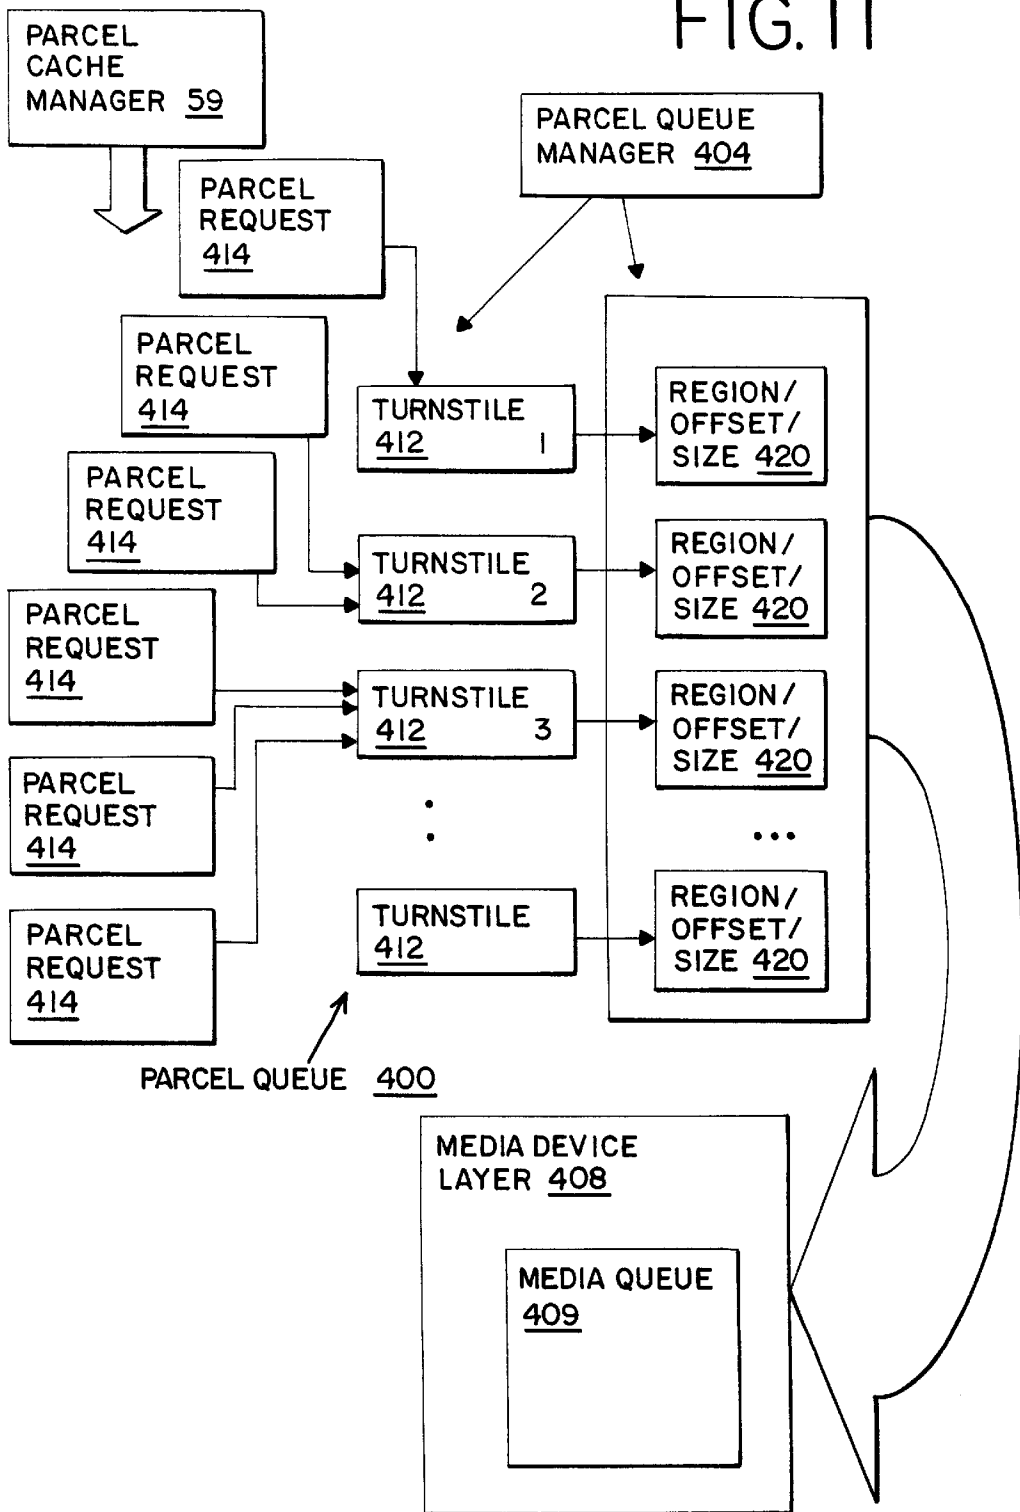 FIG. 11
PARCEL
CACHE
MANAGER 59
PARCEL QUEUE
MANAGER 404
PARCEL
REQUEST
414
PARCEL
REQUEST
414
PARCEL
REQUEST
414
PARCEL
REQUEST
414
PARCEL
REQUEST
414
PARCEL
REQUEST
414
TURNSTILE
412 1
TURNSTILE
412 2
TURNSTILE
412 3
TURNSTILE
412
REGION/
OFFSET/
SIZE 420
REGION/
OFFSET/
SIZE 420
REGION/
OFFSET/
SIZE 420
REGION/
OFFSET/
SIZE 420
PARCEL QUEUE 400
MEDIA DEVICE
LAYER 408
MEDIA QUEUE
409